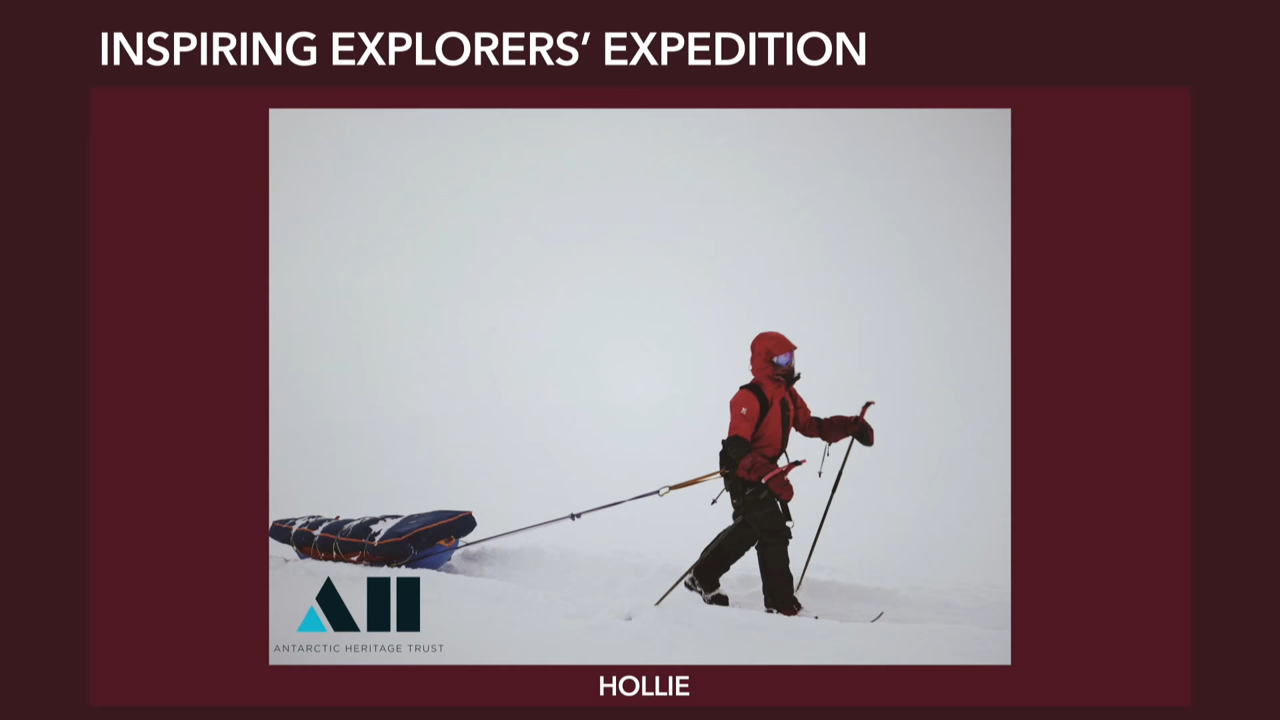 INSPIRING EXPLORERS’ EXPEDITION
ANTARCTIC HERITAGE TRUST
HOLLIE